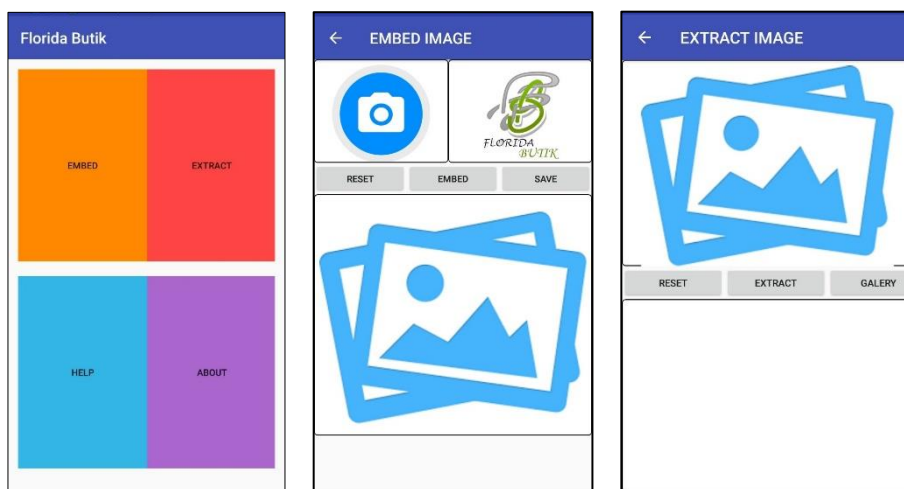 Florida Butik
EMBED
EXTRACT
HELP
ABOUT
EMBED IMAGE
FLORIDA
BUTIK
RESET
EMBED
SAVE
EXTRACT IMAGE
RESET
EXTRACT
GALERY